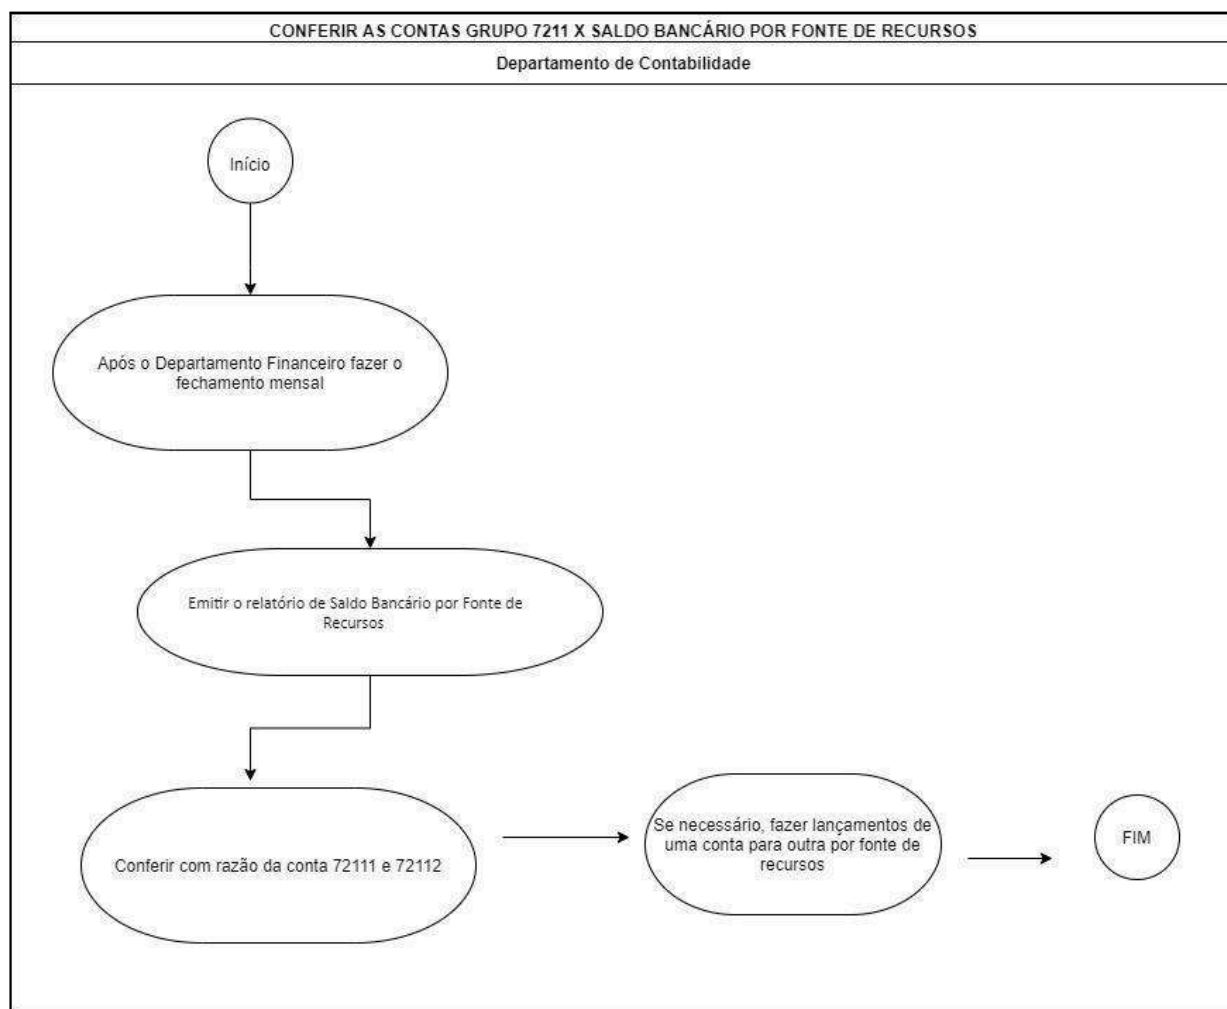 CONFERIR AS CONTAS GRUPO 7211 X SALDO BANCÁRIO POR FONTE DE RECURSOS
Departamento de Contabilidade
Início
Após o Departamento Financeiro fazer o
fechamento mensal
Emitir o relatório de Saldo Bancário por Fonte de
Recursos
Conferir com razão da conta 72111 e 72112
Se necessário, fazer lançamentos de
uma conta para outra por fonte de
recursos
FIM